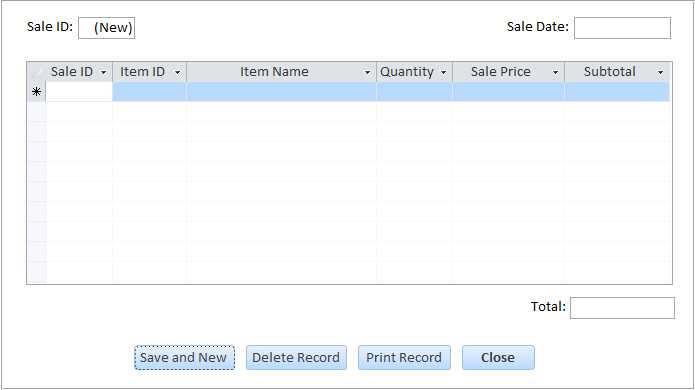 Sale ID: (New) Sale Date:
Sale ID Item ID Item Name Quantity Sale Price Subtotal
Total:
Save and New Delete Record Print Record Close